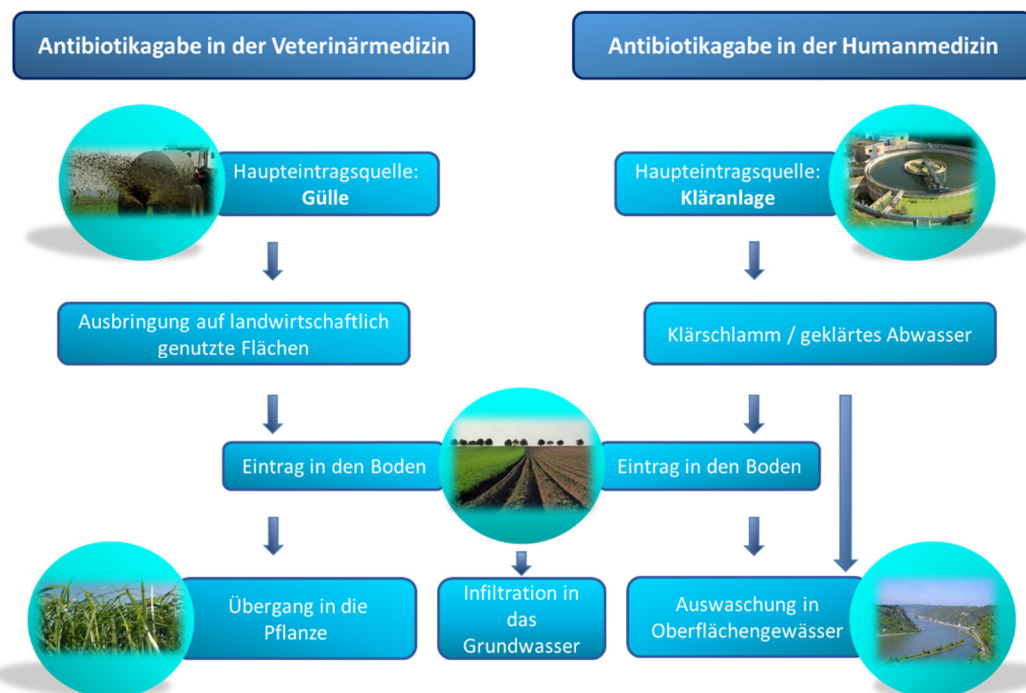 Antibiotikagabe in der Veterinärmedizin
Antibiotikagabe in der Humanmedizin
Haupteintragsquelle:
Gülle
Haupteintragsquelle:
Kläranlage
Ausbringung auf landwirtschaftlich
genutzte Flächen
Klärschlamm / geklärtes Abwasser
Eintrag in den Boden
Eintrag in den Boden
Übergang in die
Pflanze
Infiltration in
das
Grundwasser
Auswaschung in
Oberflächengewässer